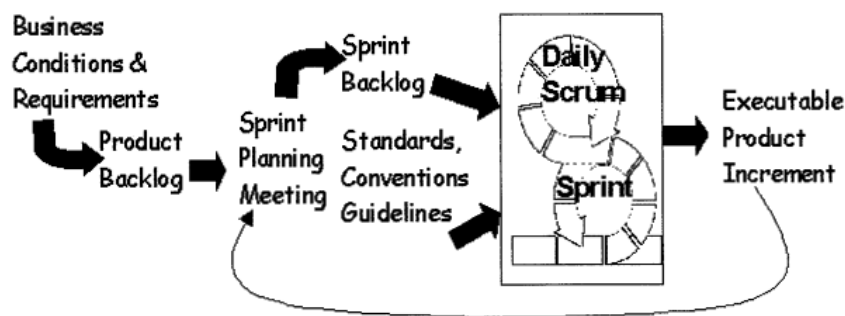 Business
Conditions &
Requirements
Product
Backlog
Sprint
Planning
Meeting
Sprint
Backlog
Standards,
Conventions
Guidelines
Daily
Scrum
Sprint
Executable
Product
Increment